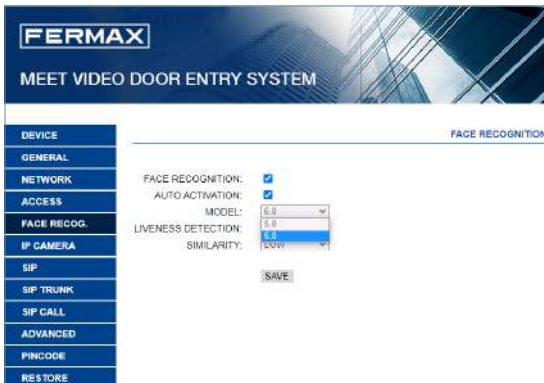 FERMAX
MEET VIDEO DOOR ENTRY SYSTEM
DEVICE
FACE RECOGNITION
GENERAL
NETWORK
ACCESS
FACE RECOG.
IP CAMERA
SIP
SIP TRUNK
SIP CALL
ADVANCED
PINCODE
RESTORE
FACE RECOGNITION:
AUTO ACTIVATION:
MODEL: 6.0
5.0
6.0
LIVENESS DETECTION:
SIMILARITY: LOW
SAVE